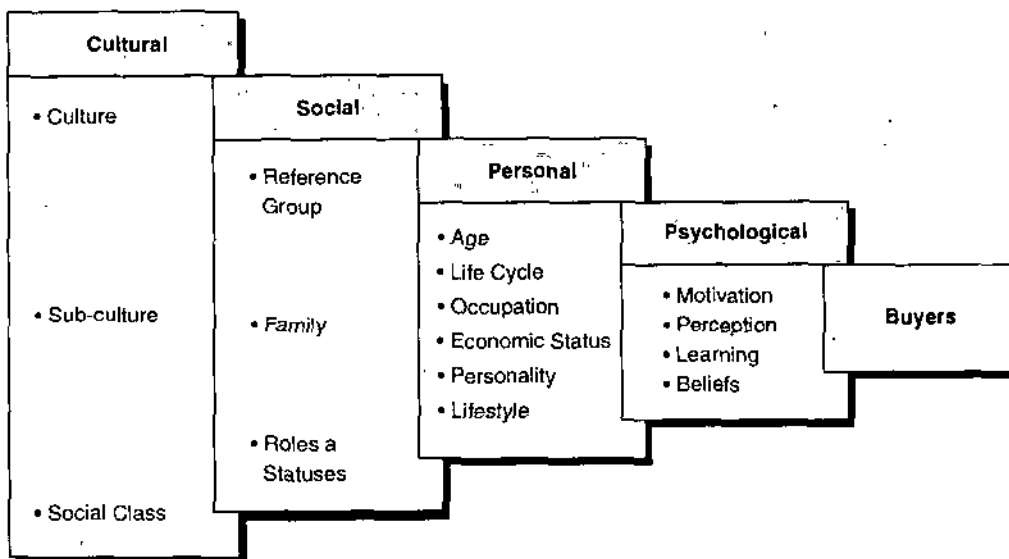 Cultural
• Culture
• Sub-culture
• Social Class
Social
• Reference
Group
• Family
• Roles a
Statuses
Personal
• Age
• Life Cycle
• Occupation
• Economic Status
• Personality
• Lifestyle
Psychological
• Motivation
• Perception
• Learning
• Beliefs
Buyers